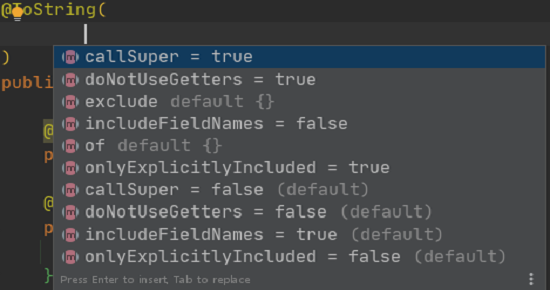 @ToString(
callSuper = true
)
doNotUseGetters = true
publi
exclude default {}
includeFieldNames = false
@
of default {}
p
onlyExplicitlyIncluded = true
callSuper = false (default)
@
doNotUseGetters = false (default)
p
includeFieldNames = true (default)
onlyExplicitlyIncluded = false (default)
}
Press Enter to insert, Tab to replace